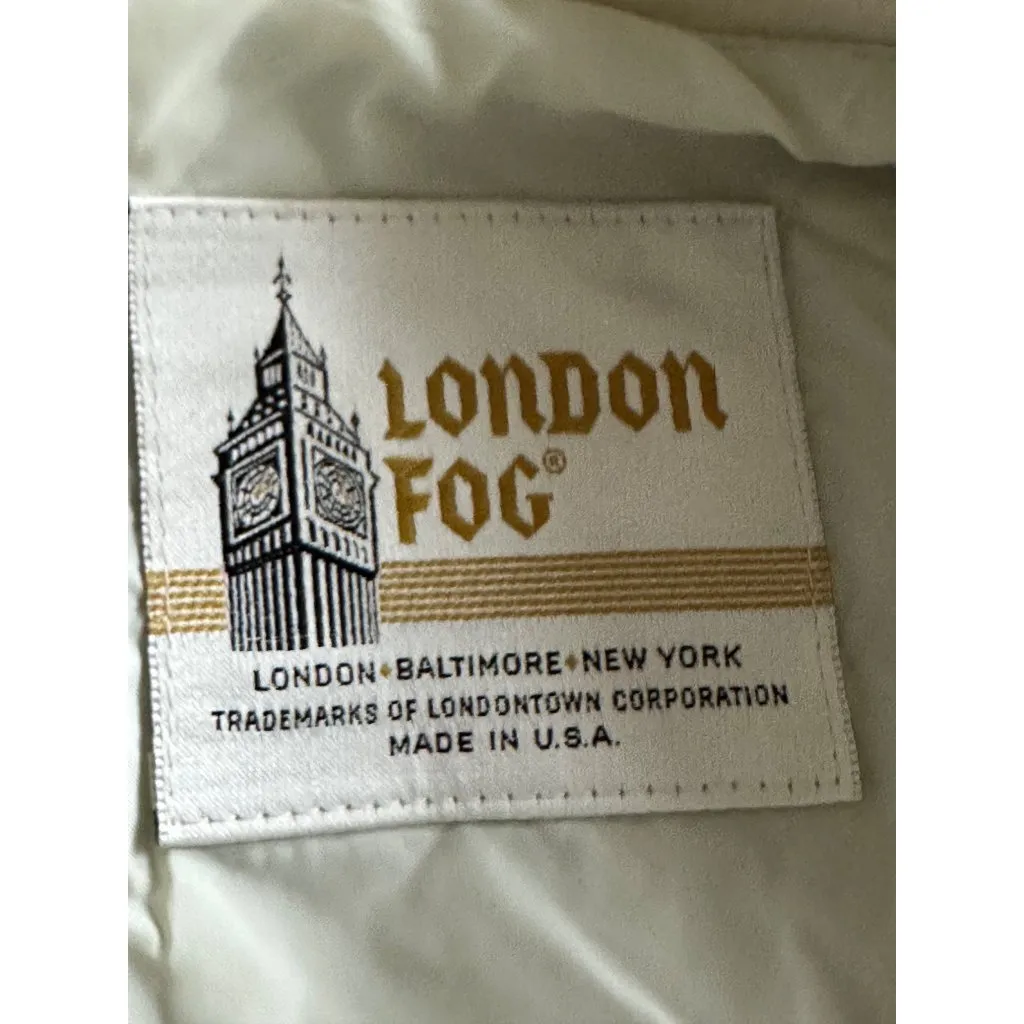 LONDON
FOG®
LONDON•BALTIMORE•NEW YORK
TRADEMARKS OF LONDONTOWN CORPORATION
MADE IN U.S.A.